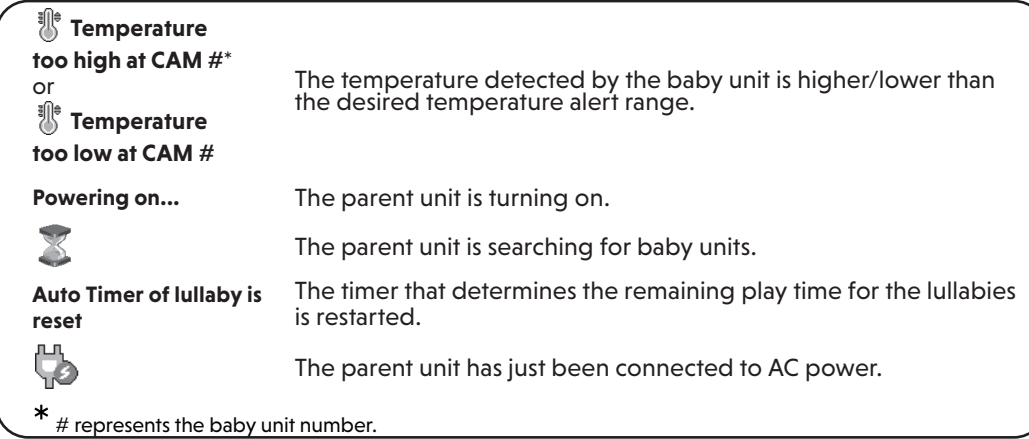 Temperature
too high at CAM #*
or
Temperature
too low at CAM #
The temperature detected by the baby unit is higher/lower than
the desired temperature alert range.
Powering on...
The parent unit is turning on.
The parent unit is searching for baby units.
Auto Timer of lullaby is
reset
The timer that determines the remaining play time for the lullabies
is restarted.
The parent unit has just been connected to AC power.
* # represents the baby unit number.